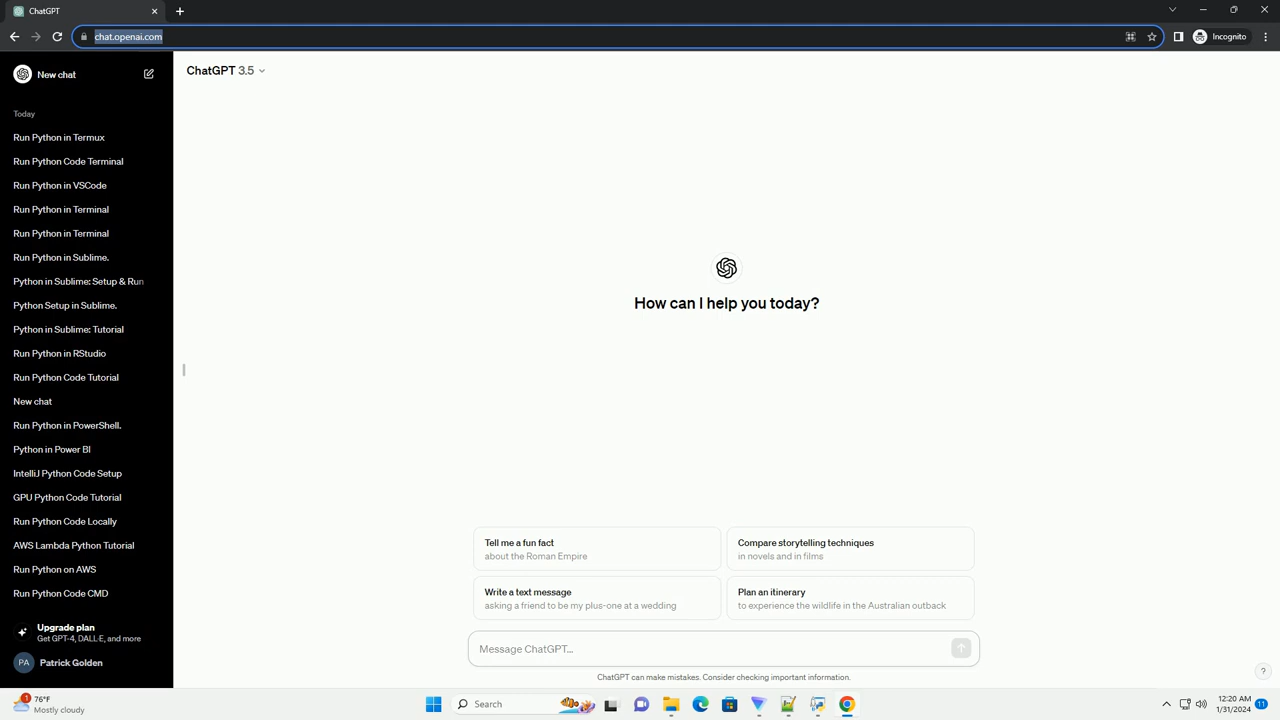 ChatGPT
chat.openai.com
Incognito
New chat
Today
Run Python in Termux
Run Python Code Terminal
Run Python in VSCode
Run Python in Terminal
Run Python in Terminal
Run Python in Sublime.
Python in Sublime: Setup & Run
Python Setup in Sublime.
Python in Sublime: Tutorial
Run Python in RStudio
Run Python Code Tutorial
New chat
Run Python in PowerShell.
Python in Power BI
IntelliJ Python Code Setup
GPU Python Code Tutorial
Run Python Code Locally
AWS Lambda Python Tutorial
Run Python on AWS
Run Python Code CMD
Upgrade plan
Get GPT-4, DALL·E, and more
PA Patrick Golden
ChatGPT 3.5
How can I help you today?
Tell me a fun fact
about the Roman Empire
Compare storytelling techniques
in novels and in films
Write a text message
asking a friend to be my plus-one at a wedding
Plan an itinerary
to experience the wildlife in the Australian outback
Message ChatGPT...
ChatGPT can make mistakes. Consider checking important information.
?
1
76°F
Mostly cloudy
Search
12:20 AM
1/31/2024
11